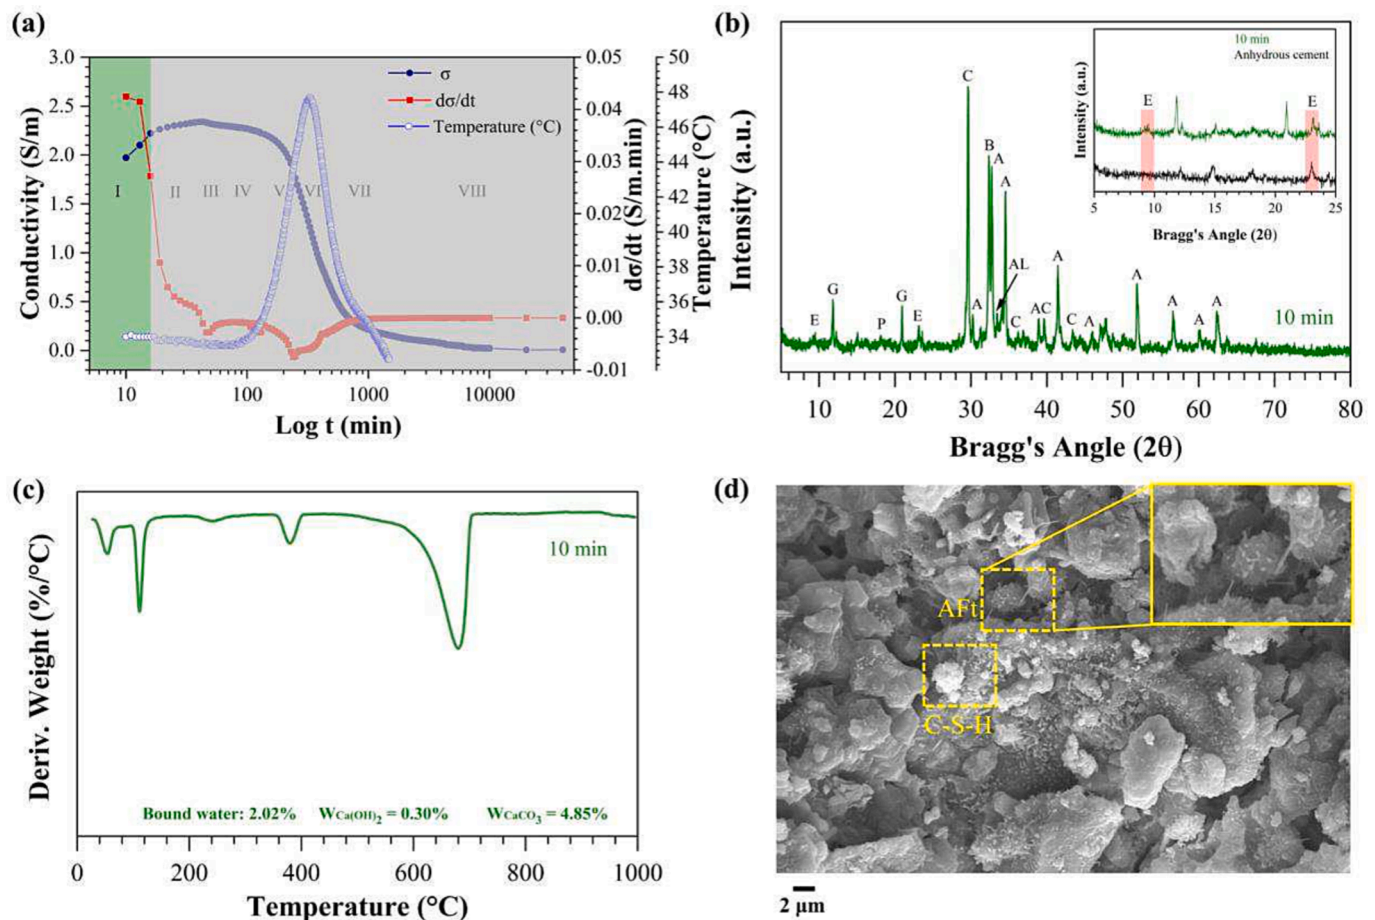 (a)
σ
dσ/dt
Temperature (°C)
I
II
III
IV
V
VI
VII
VIII
3.0
2.5
2.0
1.5
1.0
0.5
0.0
Conductivity (S/m)
0.05
0.04
0.03
0.02
0.01
0.00
-0.01
dσ/dt (S/m.min)
50
48
46
44
42
40
38
36
34
Temperature (°C)
10
100
1000
10000
Log t (min)
(b)
Intensity (a.u.)
C
B
A
A
AL
A
G
G
E
P
E
A
C
A
C
C
A
A
A
A
A
A
10 min
10
20
30
40
50
60
70
80
Bragg's Angle (2θ)
10 min
Anhydrous cement
E
E
Intensity (a.u.)
5
10
15
20
25
Bragg's Angle (2θ)
(c)
Deriv. Weight (%/°C)
10 min
Bound water: 2.02% WCa(OH)2 = 0.30% WCaCO3 = 4.85%
0
200
400
600
800
1000
Temperature (°C)
(d)
AFt
C-S-H
2 μm